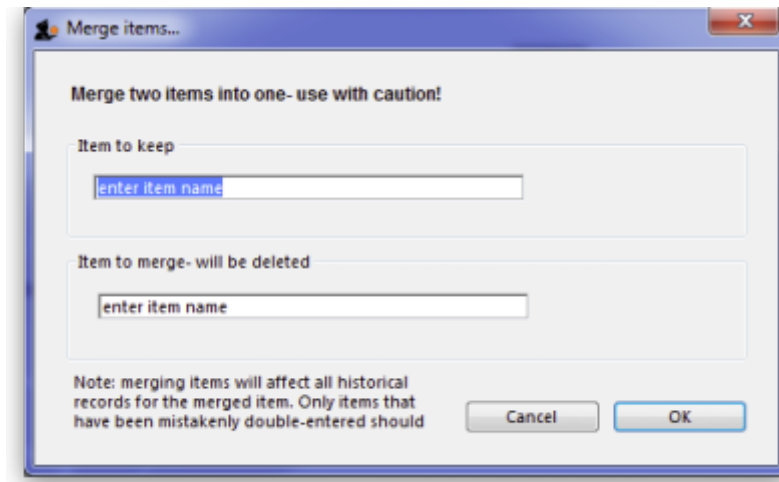 Merge items...
Merge two items into one- use with caution!
Item to keep
enter item name
Item to merge- will be deleted
enter item name
Note: merging items will affect all historical
records for the merged item. Only items that
have been mistakenly double-entered should
Cancel
OK